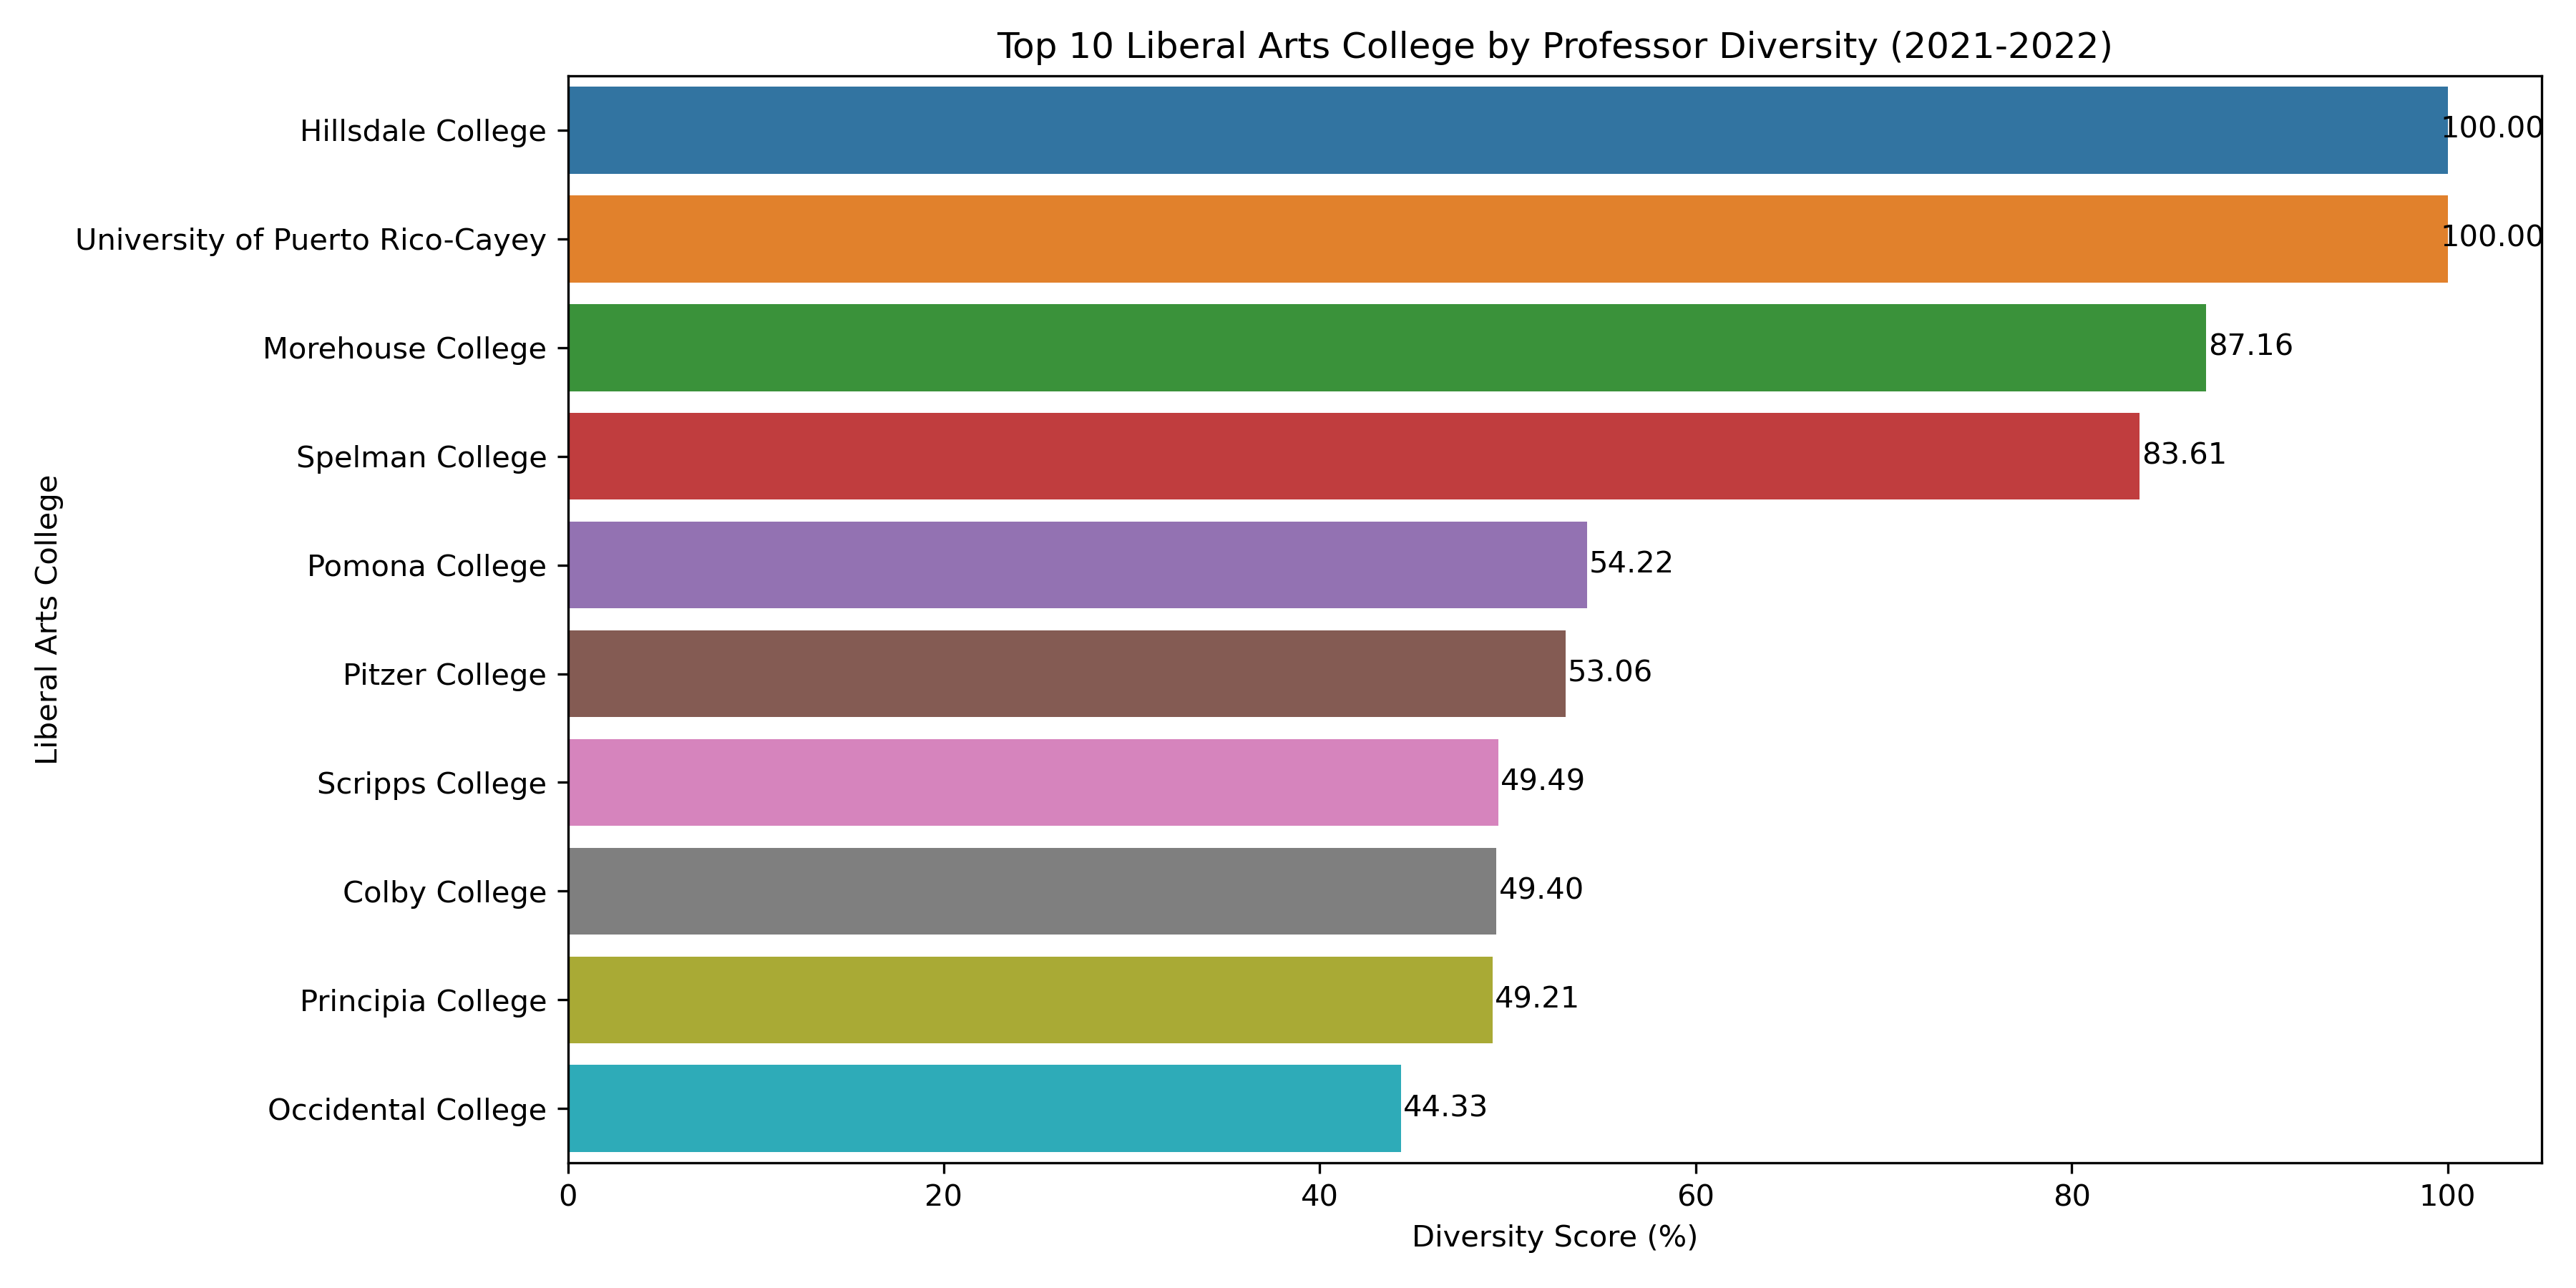 Top 10 Liberal Arts College by Professor Diversity (2021-2022)
Liberal Arts College
Hillsdale College 100.00
University of Puerto Rico-Cayey 100.00
Morehouse College 87.16
Spelman College 83.61
Pomona College 54.22
Pitzer College 53.06
Scripps College 49.49
Colby College 49.40
Principia College 49.21
Occidental College 44.33
0 20 40 60 80 100
Diversity Score (%)